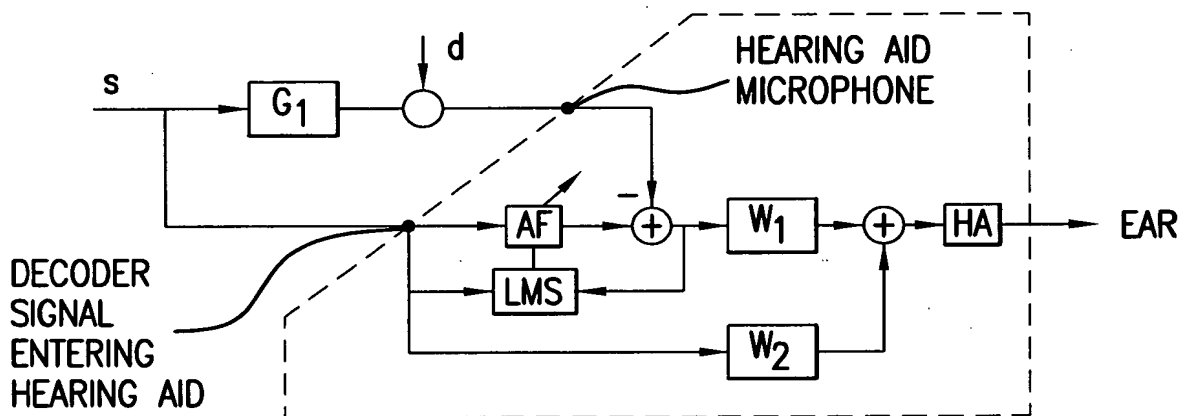 d
s
G1
HEARING AID
MICROPHONE
−
+
AF
W1
+
HA
EAR
LMS
DECODER
SIGNAL
ENTERING
HEARING AID
W2